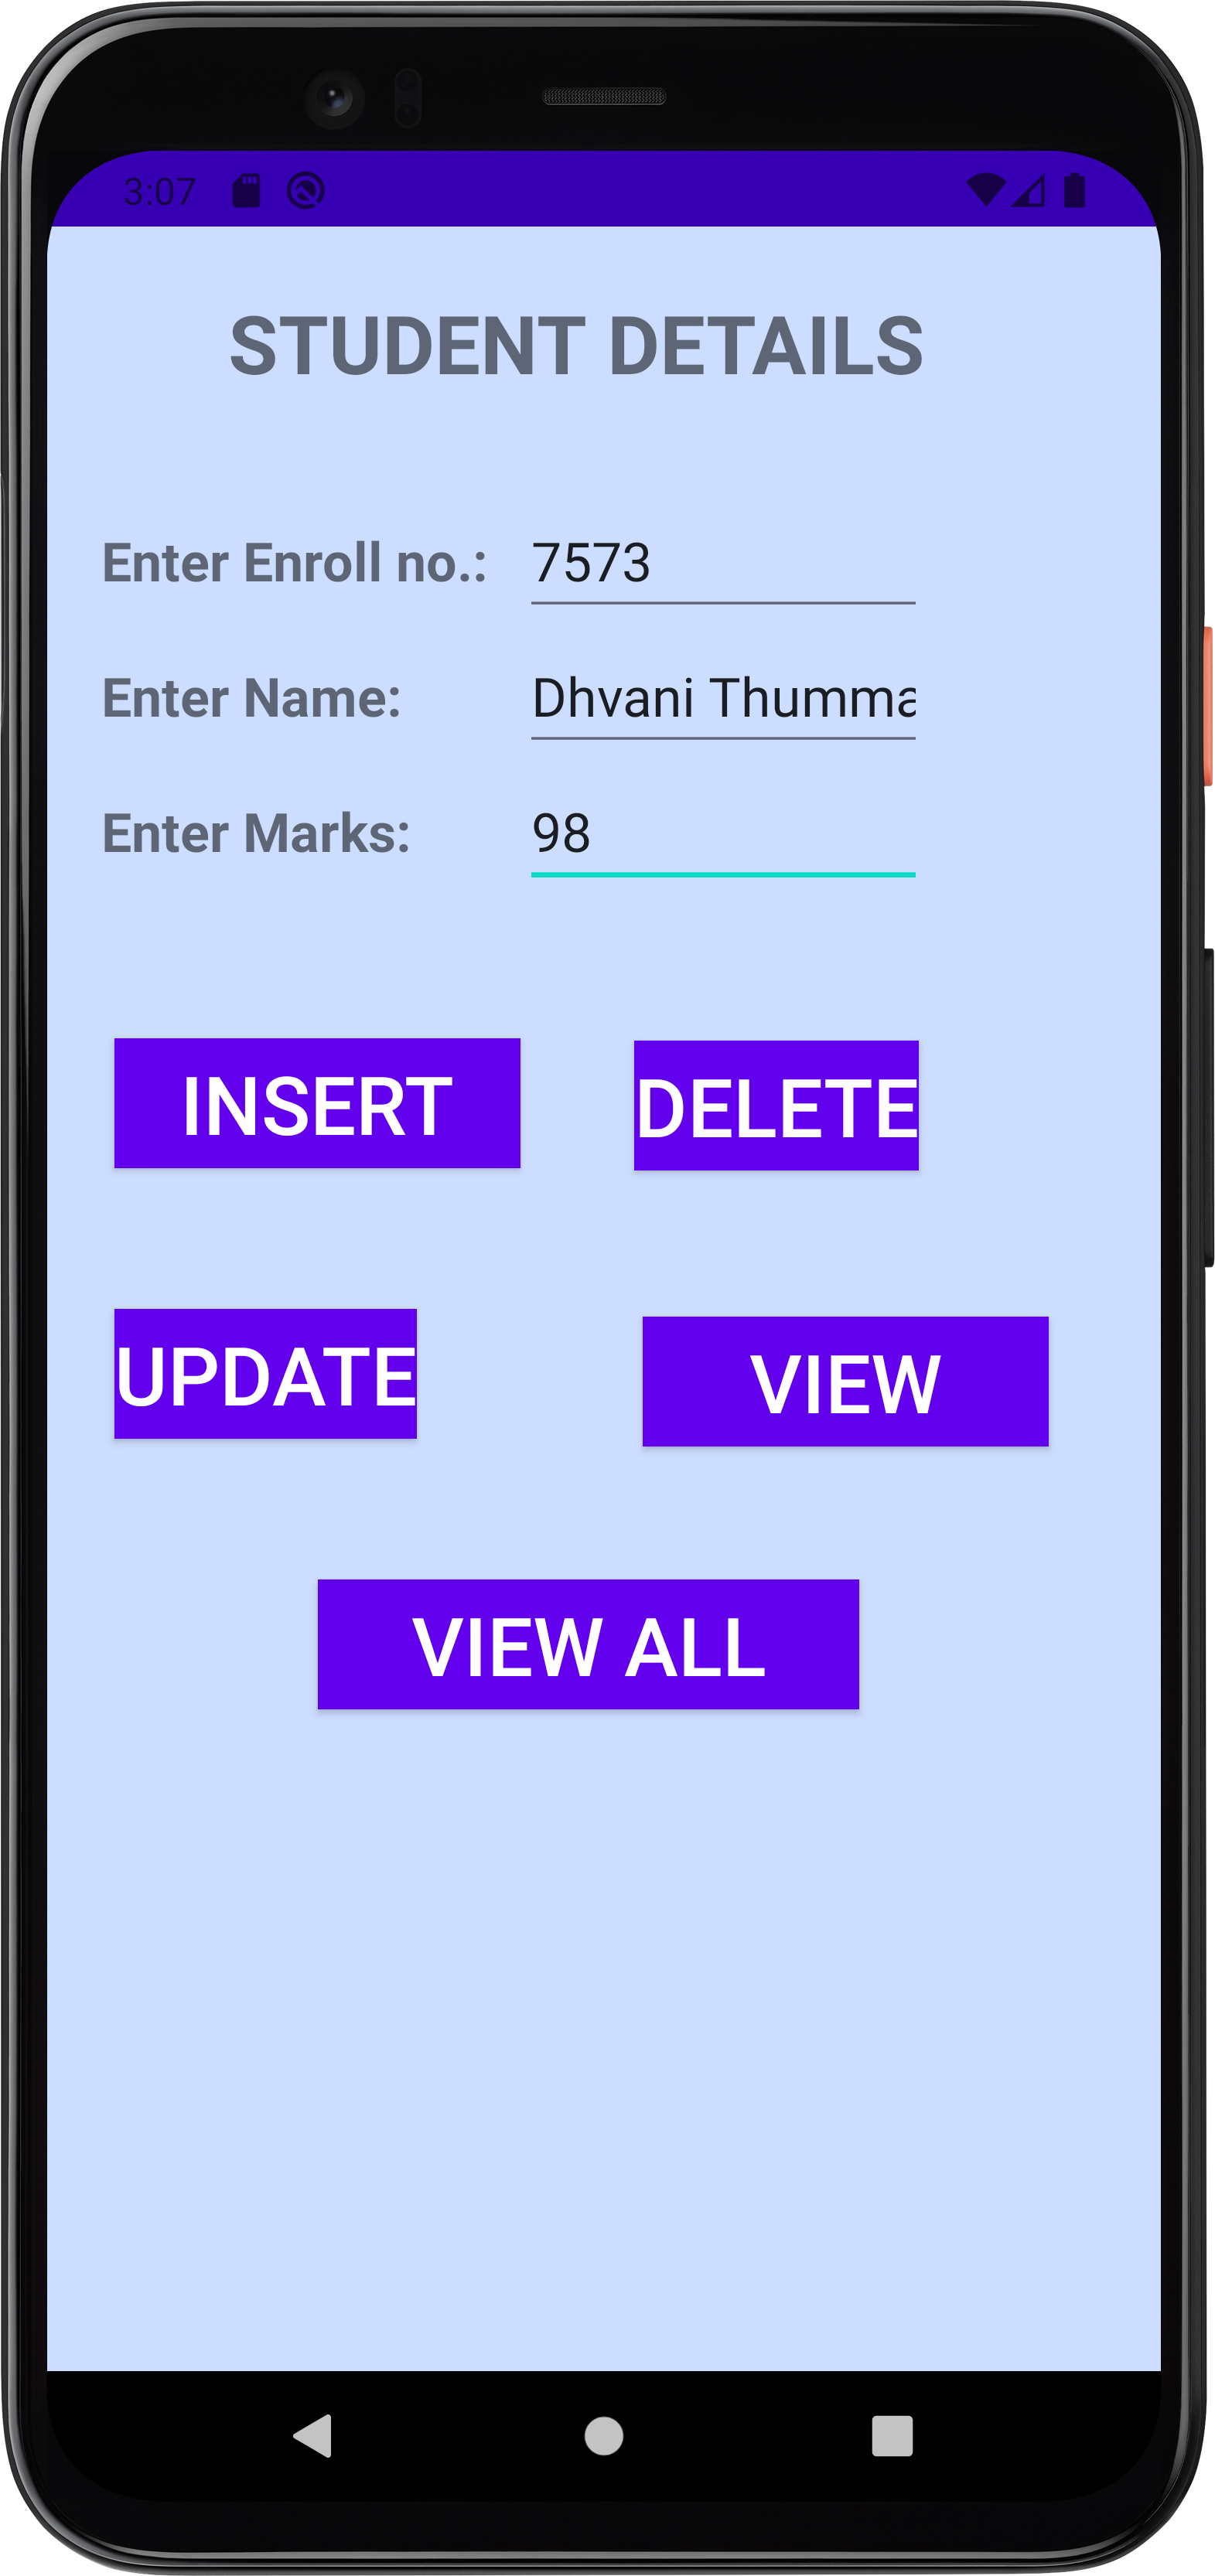 3:07
STUDENT DETAILS
Enter Enroll no.: 7573
Enter Name: Dhvani Thumma
Enter Marks: 98
INSERT DELETE
UPDATE VIEW
VIEW ALL